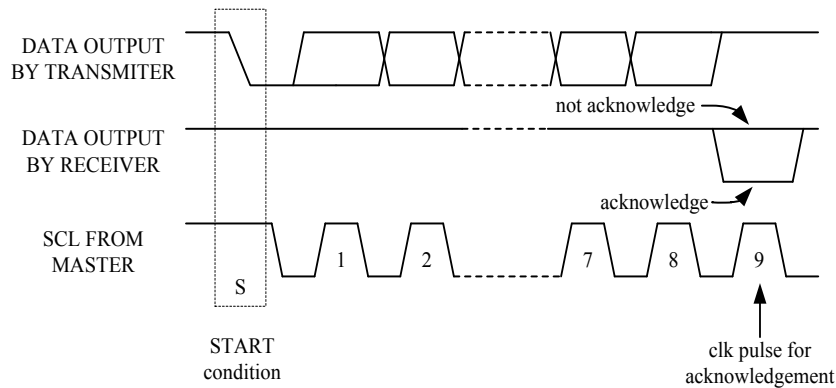 DATA OUTPUT
BY TRANSMITER
not acknowledge
DATA OUTPUT
BY RECEIVER
acknowledge
SCL FROM
MASTER
1
2
7
8
9
S
START
condition
clk pulse for
acknowledgement